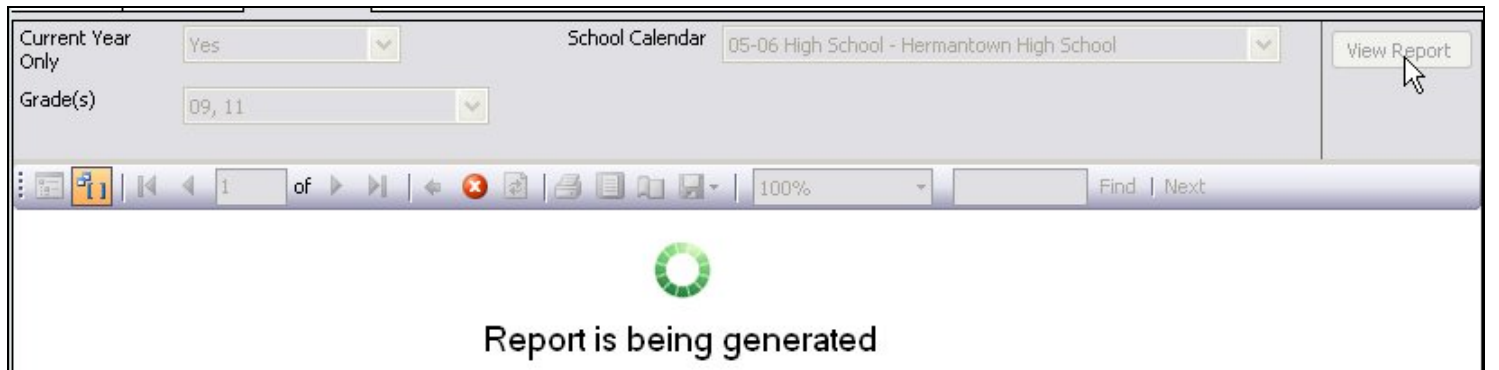 Current Year Only
Yes
School Calendar
05-06 High School - Hermantown High School
View Report
Grade(s)
09, 11
1
of
100%
Find | Next
Report is being generated